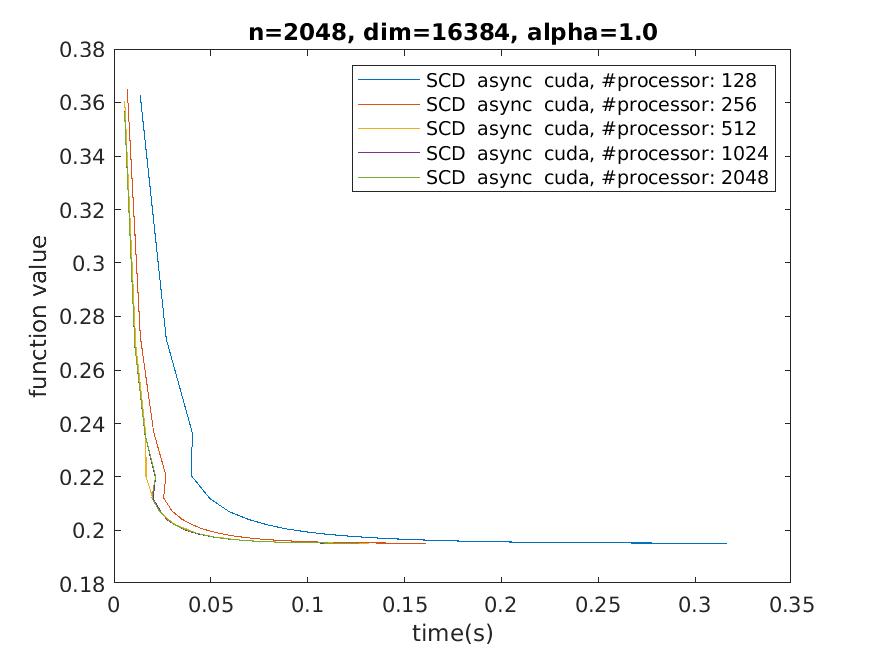 n=2048, dim=16384, alpha=1.0
0.38
0.36
0.34
0.32
0.3
0.28
0.26
0.24
0.22
0.2
0.18
function value
SCD async cuda, #processor: 128
SCD async cuda, #processor: 256
SCD async cuda, #processor: 512
SCD async cuda, #processor: 1024
SCD async cuda, #processor: 2048
0 0.05 0.1 0.15 0.2 0.25 0.3 0.35
time(s)